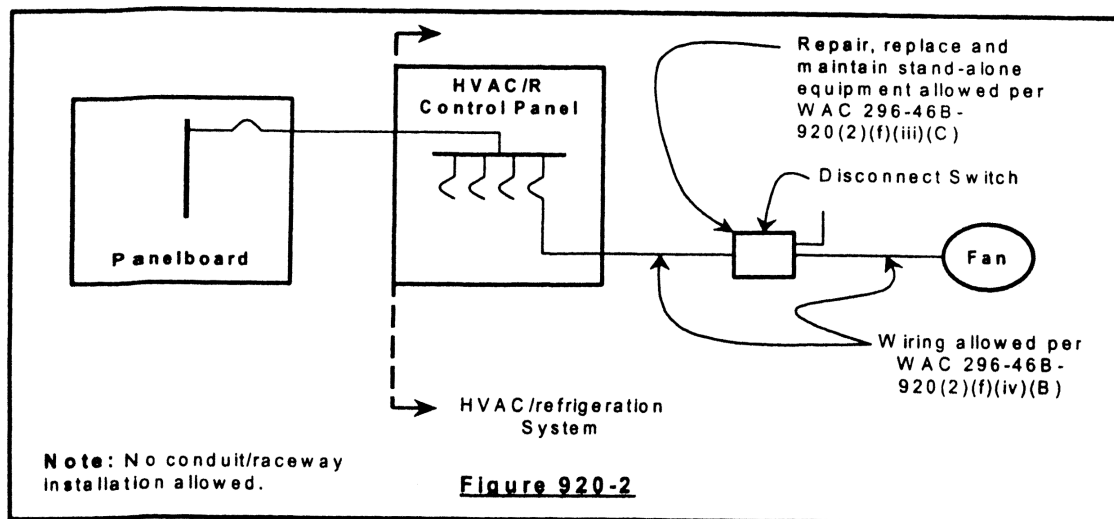 Repair, replace and
maintain stand-alone
equipment allowed per
WAC 296-46B-
920(2)(f)(iii)(C)
HVAC/R
Control Panel
Disconnect Switch
Panelboard
Fan
Wiring allowed per
WAC 296-46B-
920(2)(f)(iv)(B)
HVAC/refrigeration
System
Note: No conduit/raceway
installation allowed.
Figure 920-2